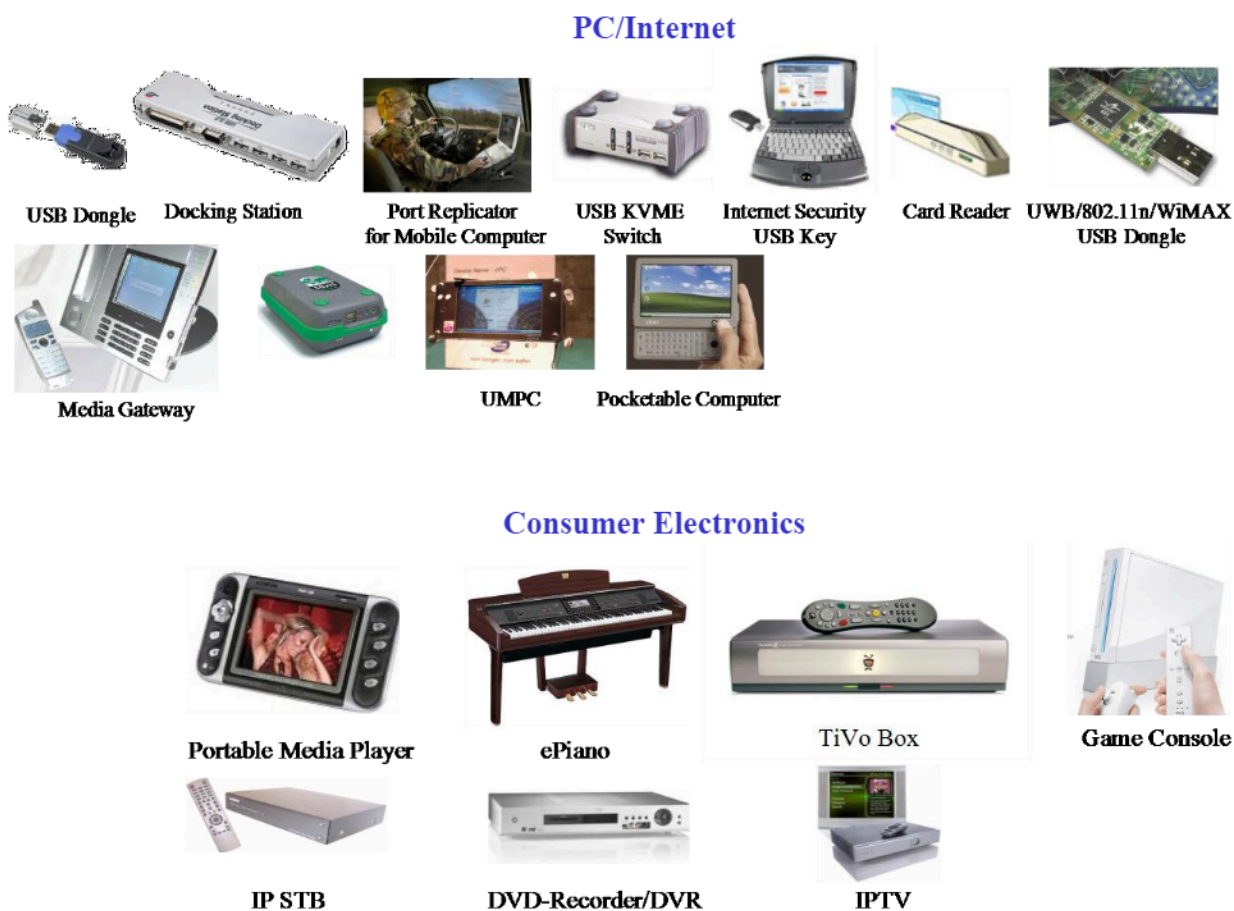 PC/Internet
Docking Station
USB Dongle
Docking Station
Port Replicator
for Mobile Computer
USB KVME
Switch
Internet Security
USB Key
Card Reader
UWB/802.11n/WiMAX
USB Dongle
Media Gateway
UMPC
Pocketable Computer
Consumer Electronics
Portable Media Player
ePiano
TiVo Box
Game Console
IP STB
DVD-Recorder/DVR
IPTV